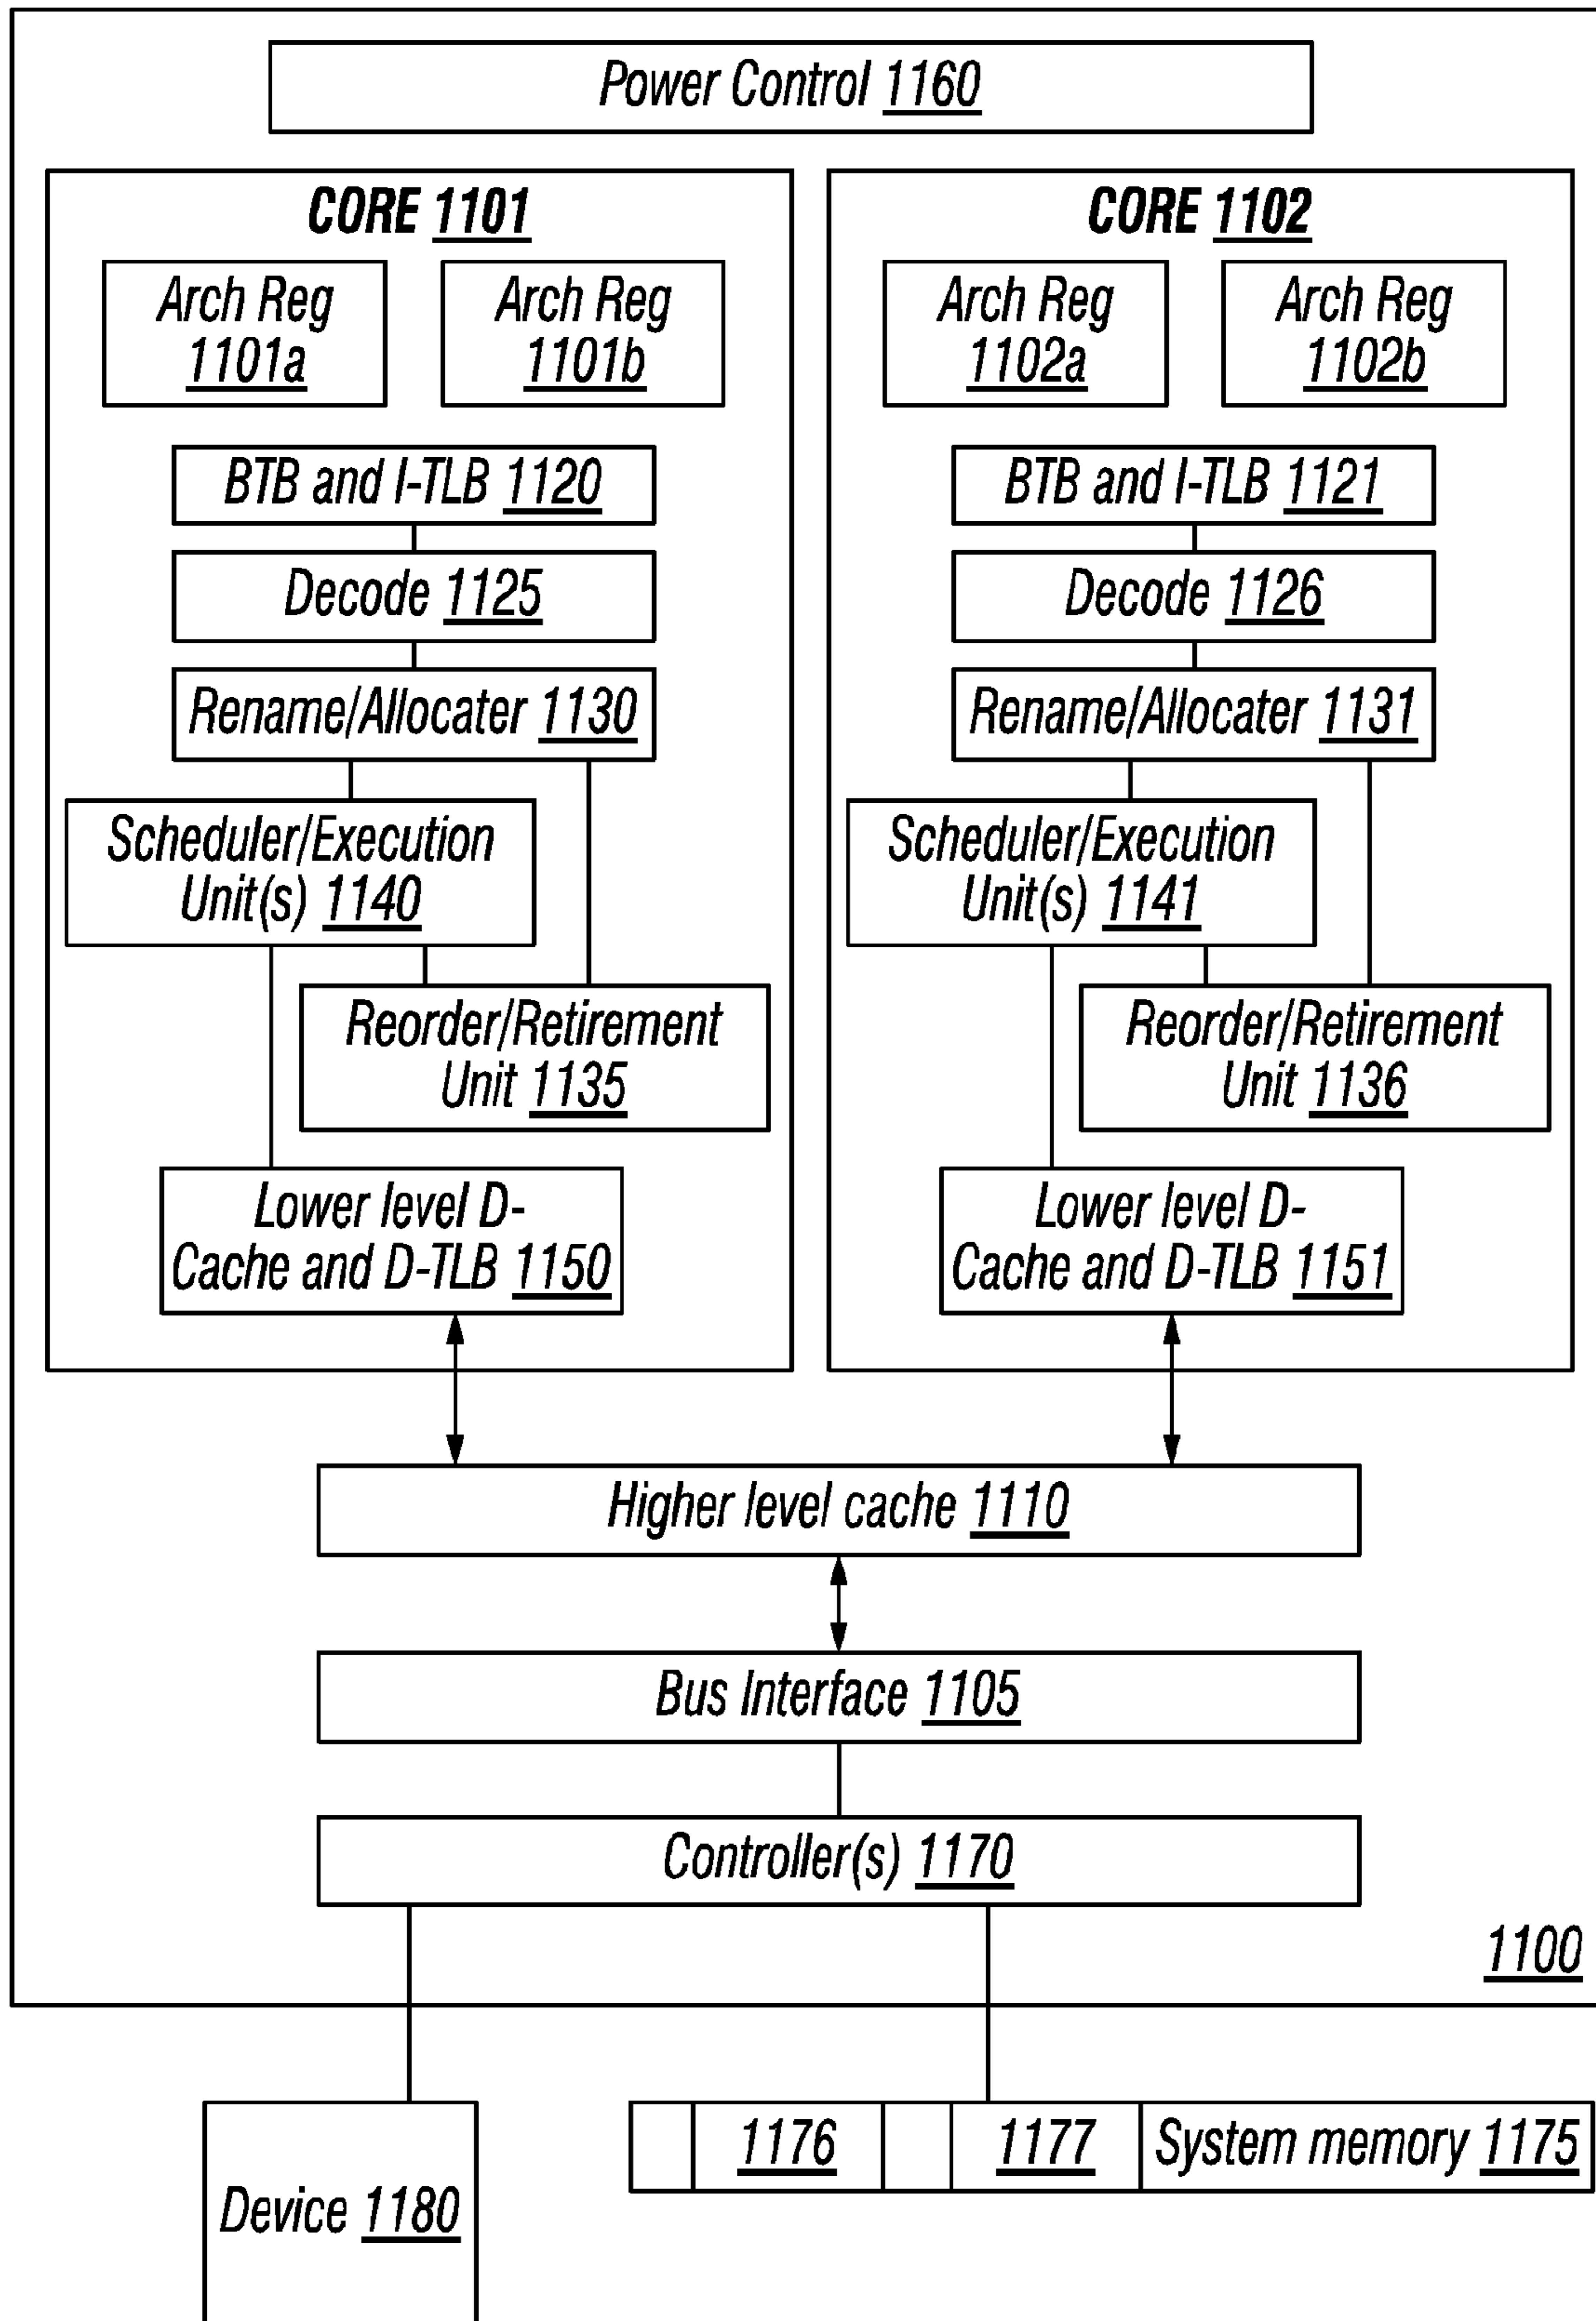 Power Control 1160
CORE 1101
Arch Reg
1101a
Arch Reg
1101b
BTB and I-TLB 1120
Decode 1125
Rename/Allocater 1130
Scheduler/Execution
Unit(s) 1140
Reorder/Retirement
Unit 1135
Lower level D-
Cache and D-TLB 1150
CORE 1102
Arch Reg
1102a
Arch Reg
1102b
BTB and I-TLB 1121
Decode 1126
Rename/Allocater 1131
Scheduler/Execution
Unit(s) 1141
Reorder/Retirement
Unit 1136
Lower level D-
Cache and D-TLB 1151
Higher level cache 1110
Bus Interface 1105
Controller(s) 1170
1100
1176
1177
System memory 1175
Device 1180